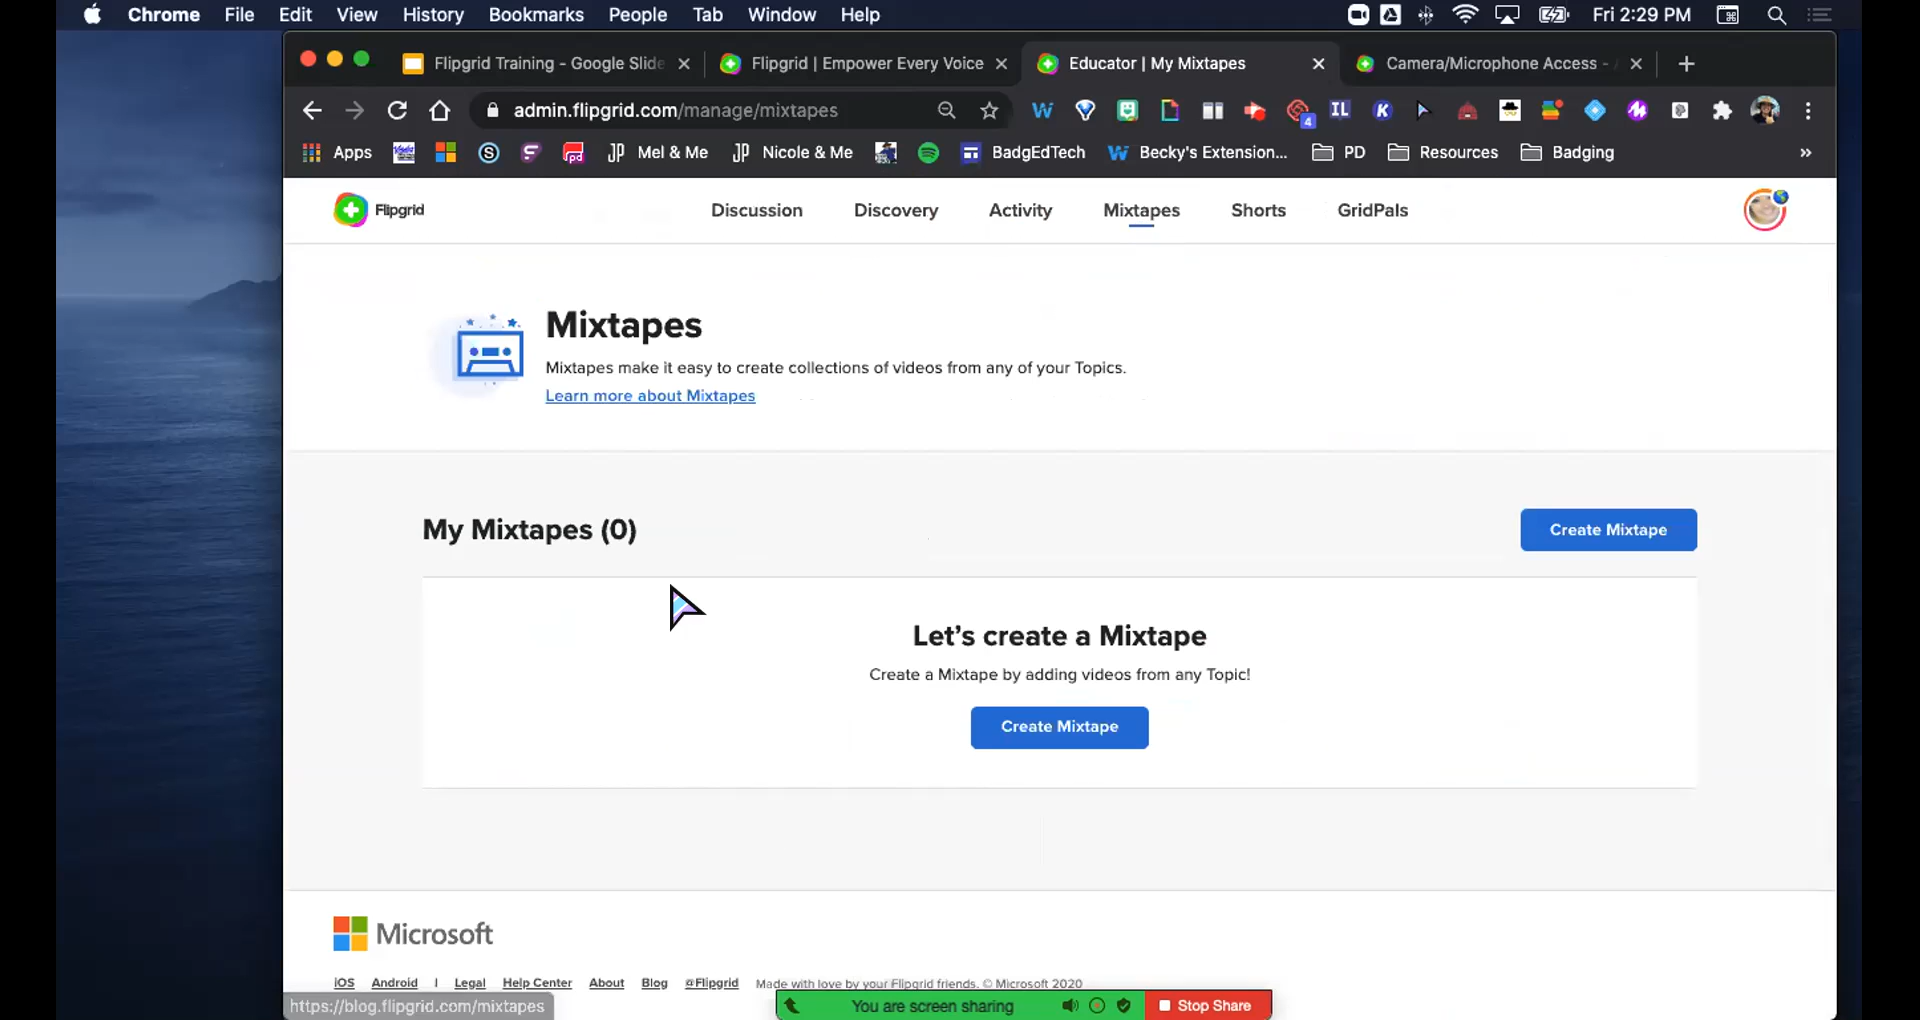 Chrome File Edit View History Bookmarks People Tab Window Help Fri 2:29 PM
Flipgrid Training - Google Slide Flipgrid | Empower Every Voice Educator | My Mixtapes Camera/Microphone Access -
admin.flipgrid.com/manage/mixtapes W 4 IL K
Apps S pd JP Mel & Me JP Nicole & Me BadgEdTech W Becky's Extension... PD Resources Badging »
Flipgrid Discussion Discovery Activity Mixtapes Shorts GridPals
Mixtapes
Mixtapes make it easy to create collections of videos from any of your Topics.
Learn more about Mixtapes
My Mixtapes (0) Create Mixtape
Let's create a Mixtape
Create a Mixtape by adding videos from any Topic!
Create Mixtape
Microsoft
iOS Android | Legal Help Center About Blog @Flipgrid Made with love by your Flipgrid friends. © Microsoft 2020
https://blog.flipgrid.com/mixtapes You are screen sharing Stop Share